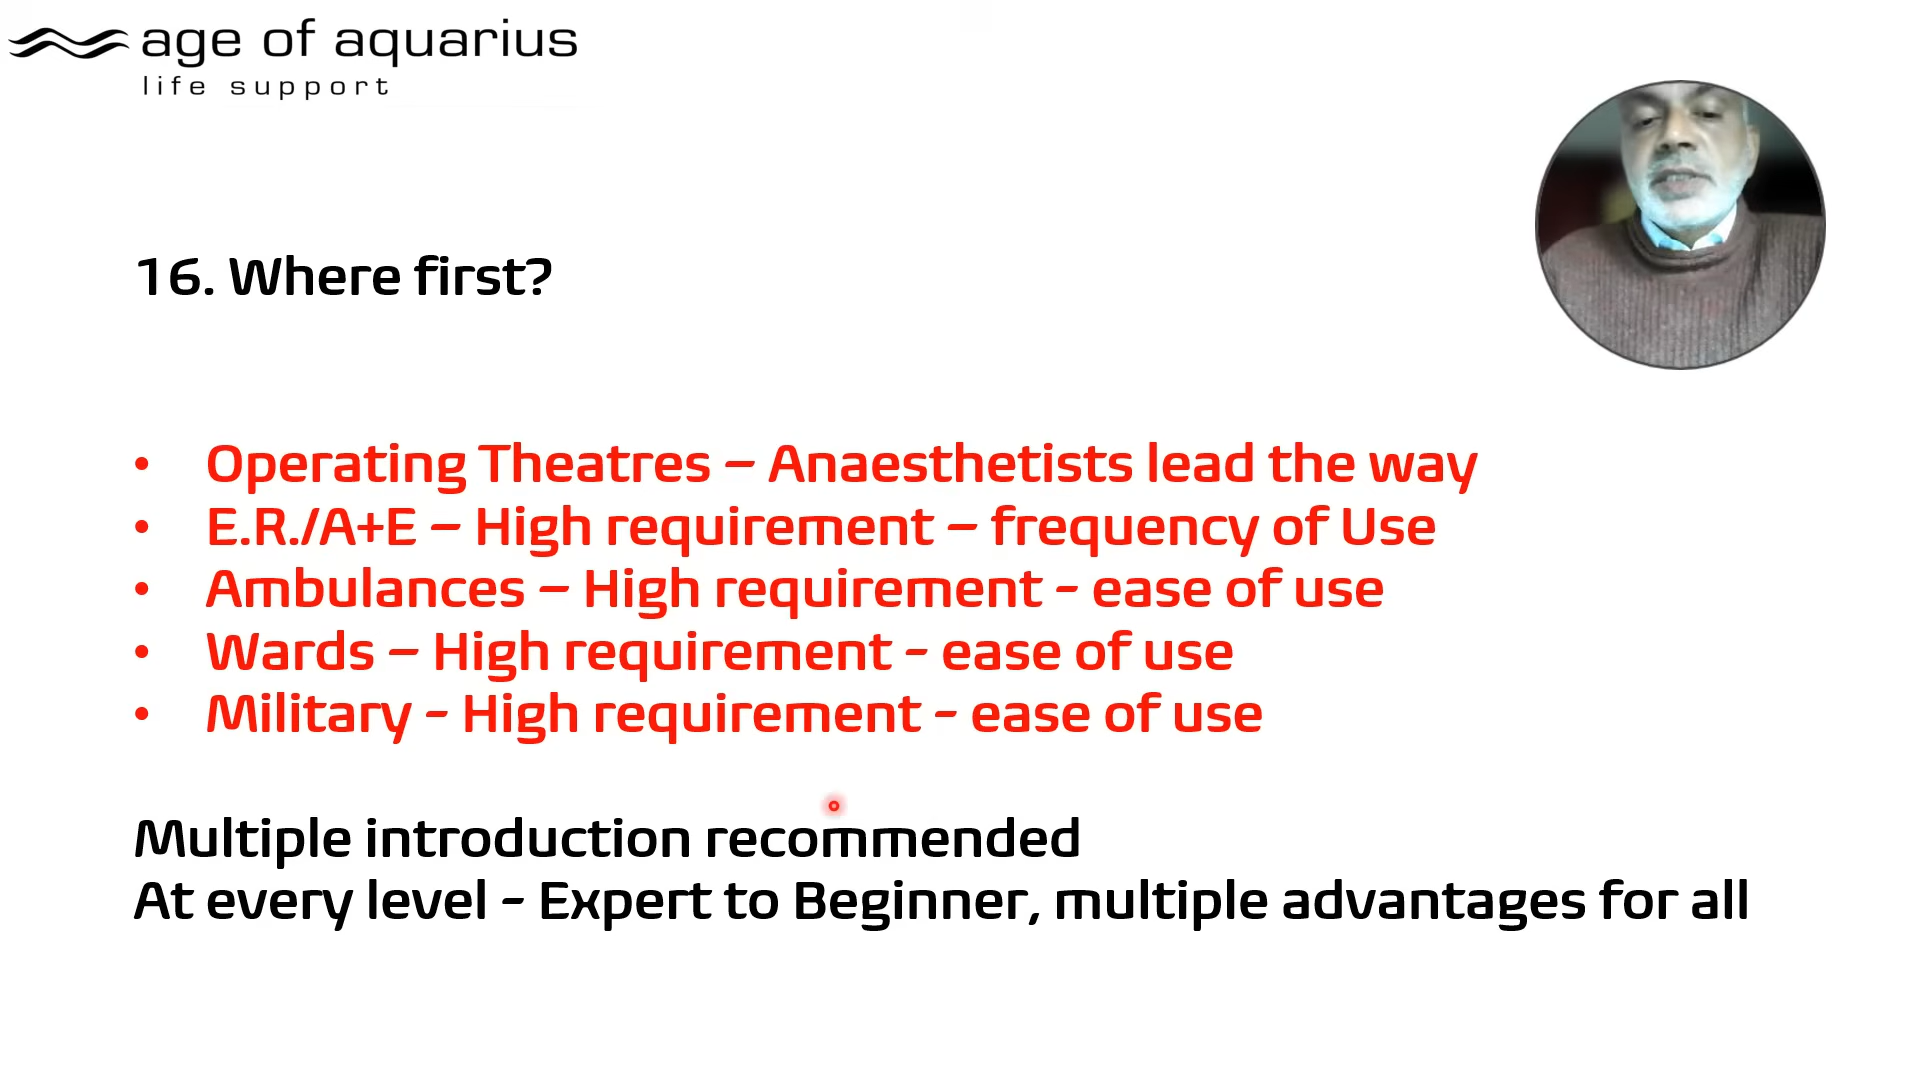 age of aquarius
life support
16. Where first?
• Operating Theatres – Anaesthetists lead the way
• E.R./A+E – High requirement – frequency of Use
• Ambulances – High requirement - ease of use
• Wards – High requirement - ease of use
• Military - High requirement - ease of use
Multiple introduction recommended
At every level - Expert to Beginner, multiple advantages for all